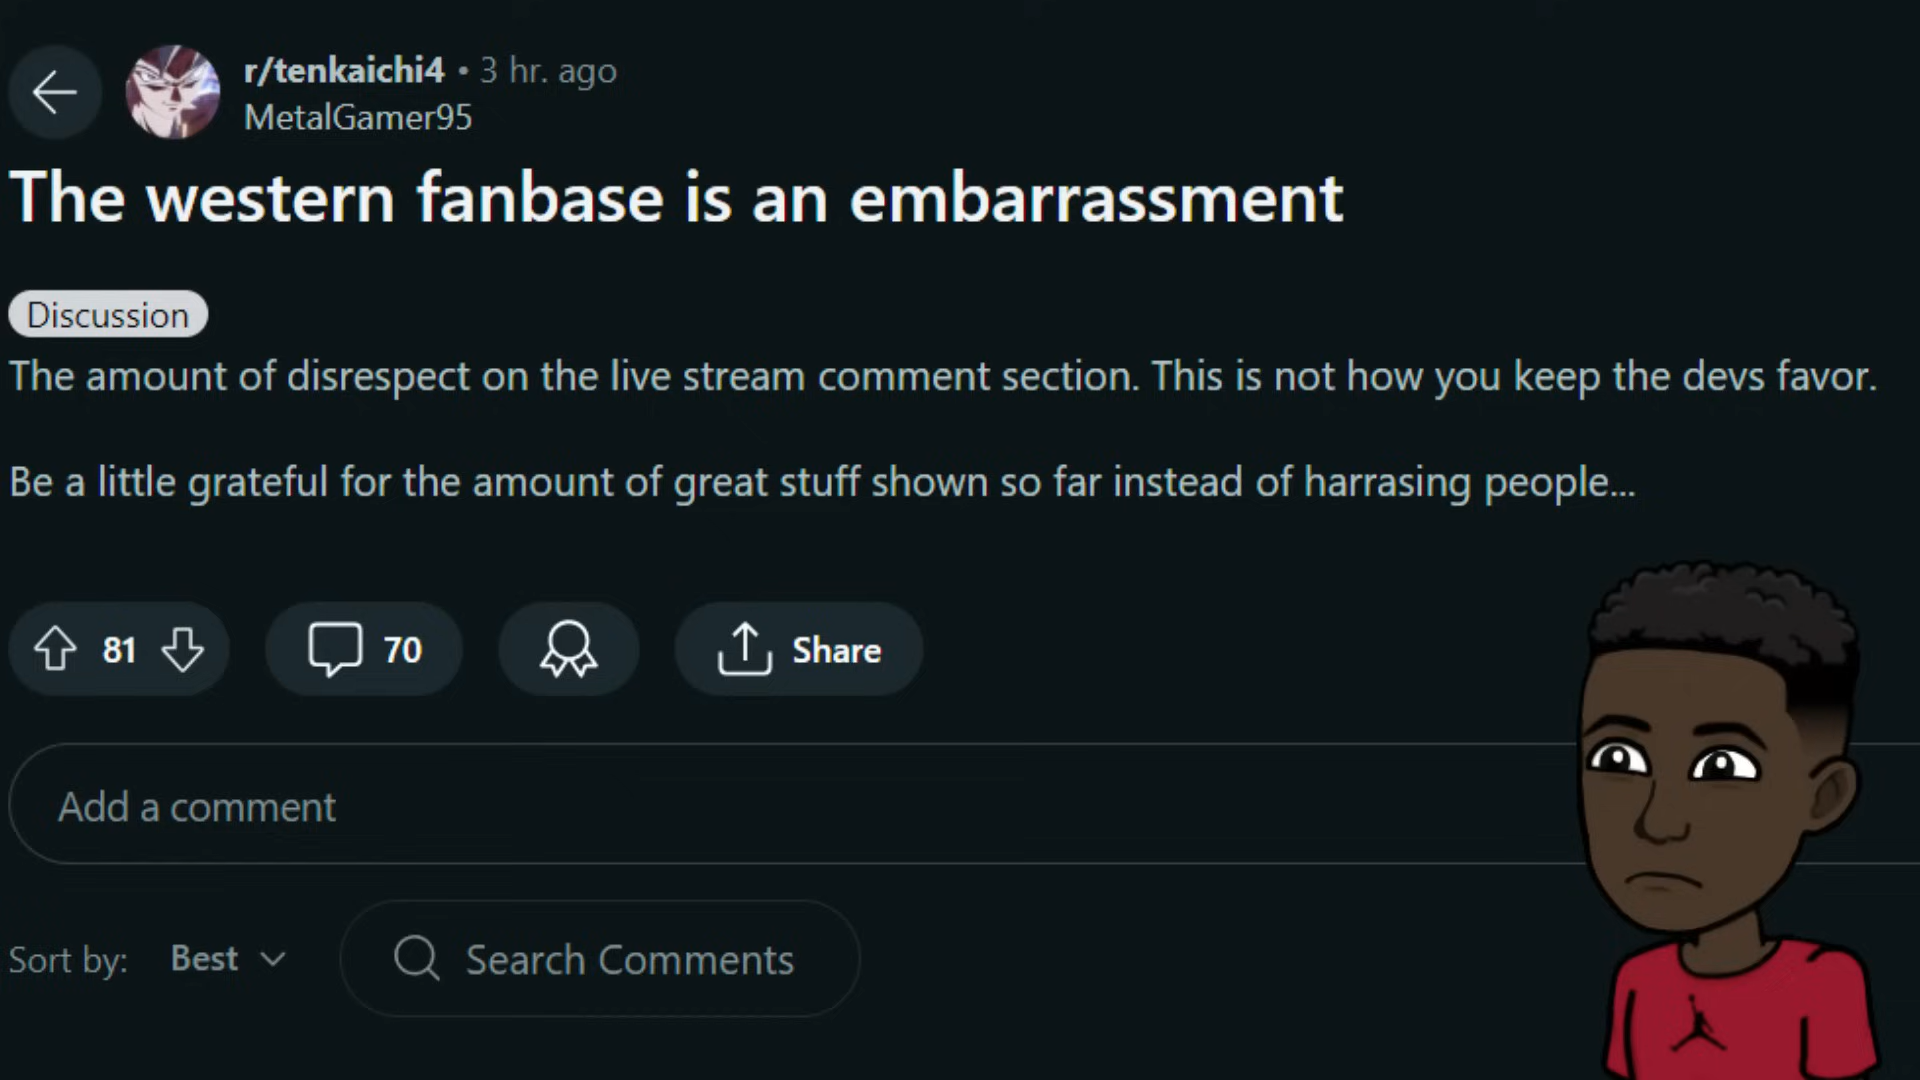 r/tenkaichi4 • 3 hr. ago
MetalGamer95
The western fanbase is an embarrassment
Discussion
The amount of disrespect on the live stream comment section. This is not how you keep the devs favor.
Be a little grateful for the amount of great stuff shown so far instead of harrasing people...
81
70
Share
Add a comment
Sort by: Best
Search Comments